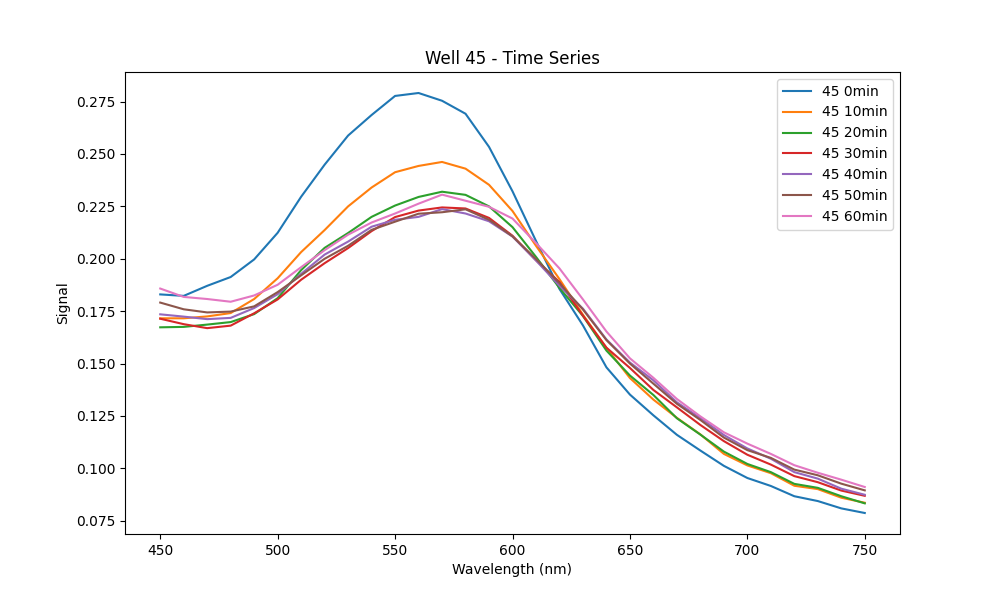 Well 45 - Time Series
Signal
0.275
0.250
0.225
0.200
0.175
0.150
0.125
0.100
0.075
45 0min
45 10min
45 20min
45 30min
45 40min
45 50min
45 60min
450 500 550 600 650 700 750
Wavelength (nm)